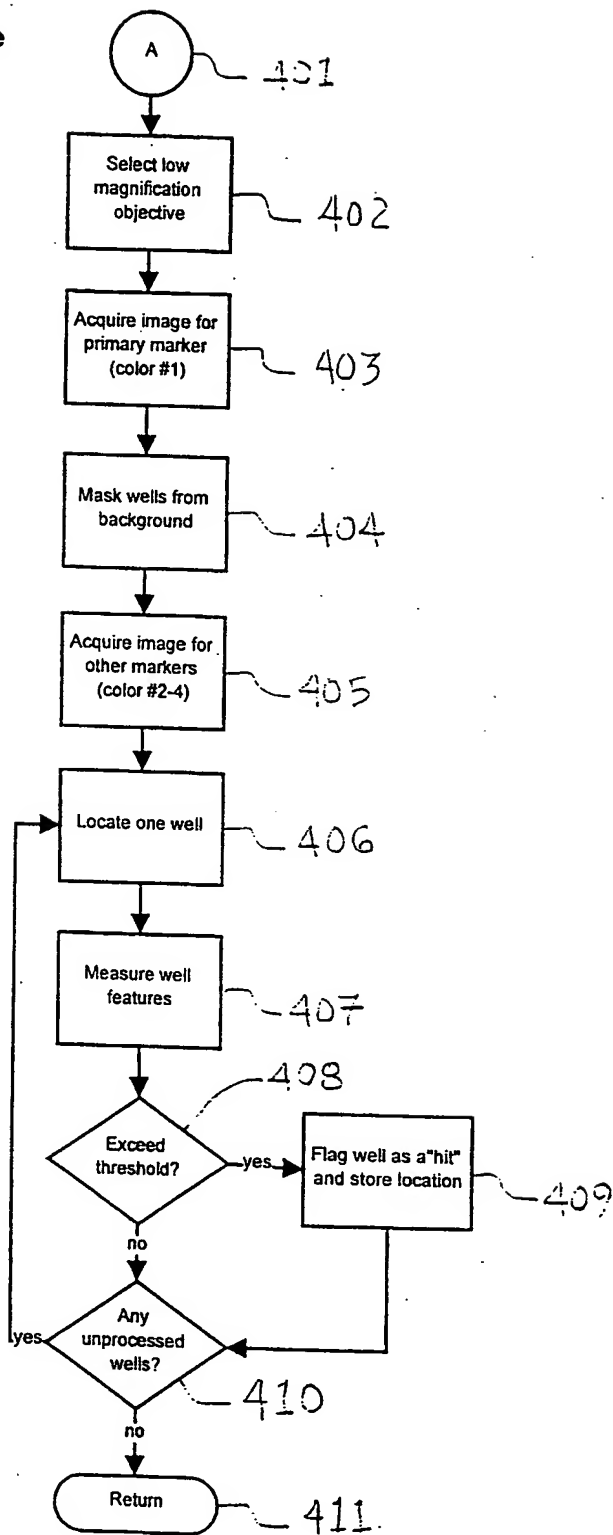 e
A
401
Select low
magnification
objective
402
Acquire image for
primary marker
(color #1)
403
Mask wells from
background
404
Acquire image for
other markers
(color #2-4)
405
Locate one well
406
Measure well
features
407
408
Exceed
threshold?
yes
Flag well as a"hit"
and store location
409
no
Any
unprocessed
wells?
yes
410
no
Return
411.